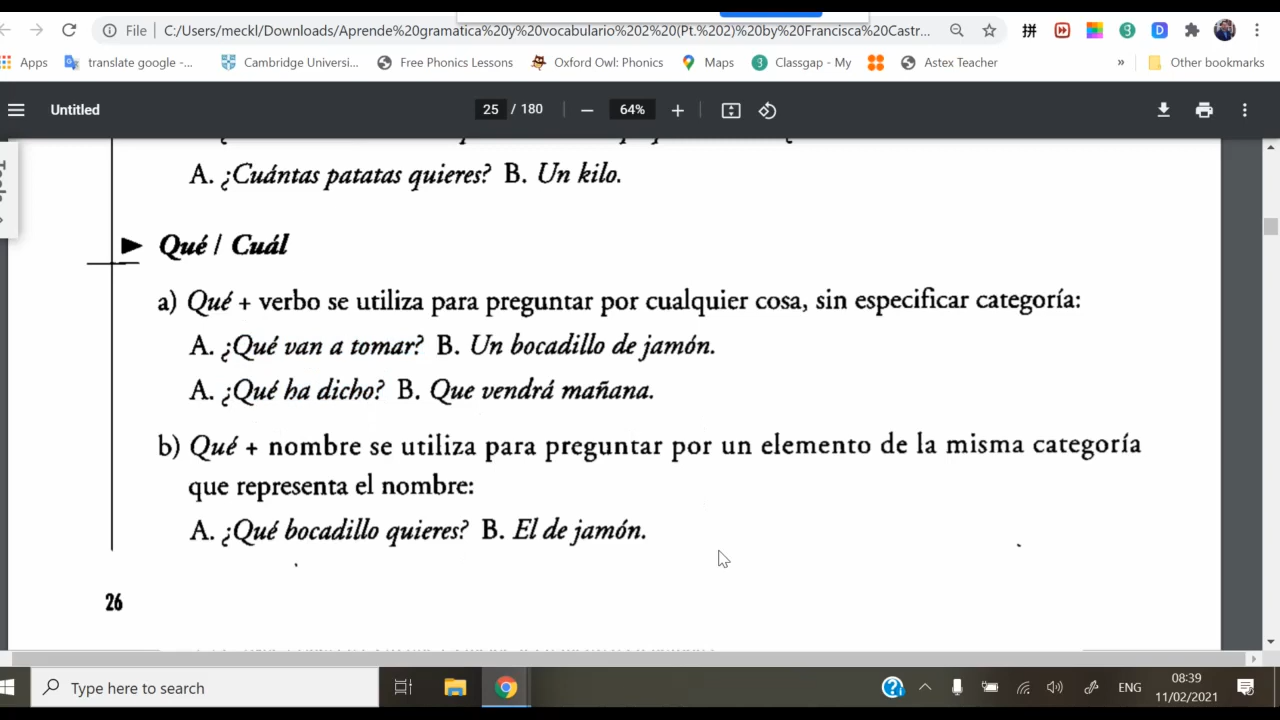 File
C:/Users/meckl/Downloads/Aprende%20gramatica%20y%20vocabulario%202%20(Pt.%202)%20by%20Francisca%20Castr...
Apps
translate google -...
Cambridge Universi...
Free Phonics Lessons
Oxford Owl: Phonics
Maps
Classgap - My
Astex Teacher
»
Other bookmarks
Untitled
25 / 180
64%
A. ¿Cuántas patatas quieres? B. Un kilo.
Qué / Cuál
a) Qué + verbo se utiliza para preguntar por cualquier cosa, sin especificar categoría:
A. ¿Qué van a tomar? B. Un bocadillo de jamón.
A. ¿Qué ha dicho? B. Que vendrá mañana.
b) Qué + nombre se utiliza para preguntar por un elemento de la misma categoría
que representa el nombre:
A. ¿Qué bocadillo quieres? B. El de jamón.
26
Type here to search
ENG
08:39
11/02/2021